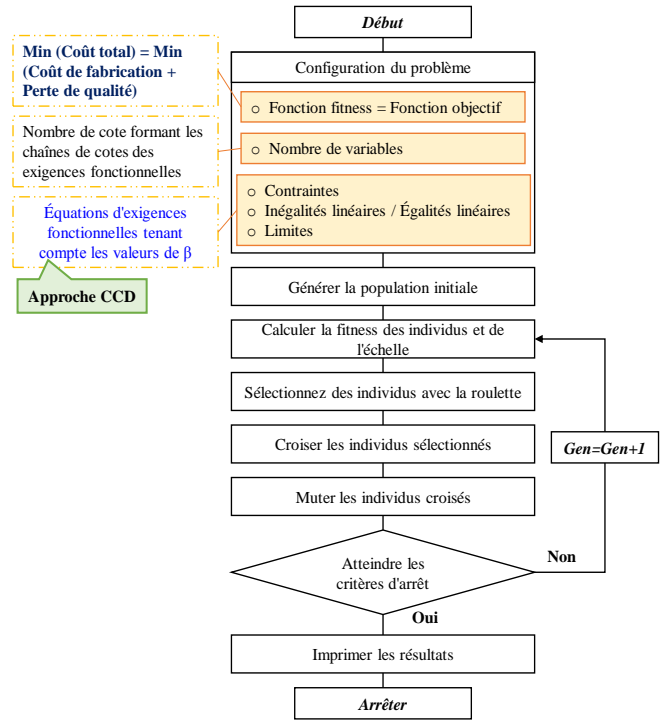 Début
Min (Coût total) = Min
(Coût de fabrication +
Perte de qualité)
Configuration du problème
o Fonction fitness = Fonction objectif
Nombre de cote formant les
chaînes de cotes des
exigences fonctionnelles
o Nombre de variables
o Contraintes
o Inégalités linéaires / Égalités linéaires
o Limites
Équations d'exigences
fonctionnelles tenant
compte les valeurs de β
Approche CCD
Générer la population initiale
Calculer la fitness des individus et de
l'échelle
Sélectionnez des individus avec la roulette
Croiser les individus sélectionnés
Gen=Gen+1
Muter les individus croisés
Atteindre les
critères d'arrêt
Non
Oui
Imprimer les résultats
Arrêter